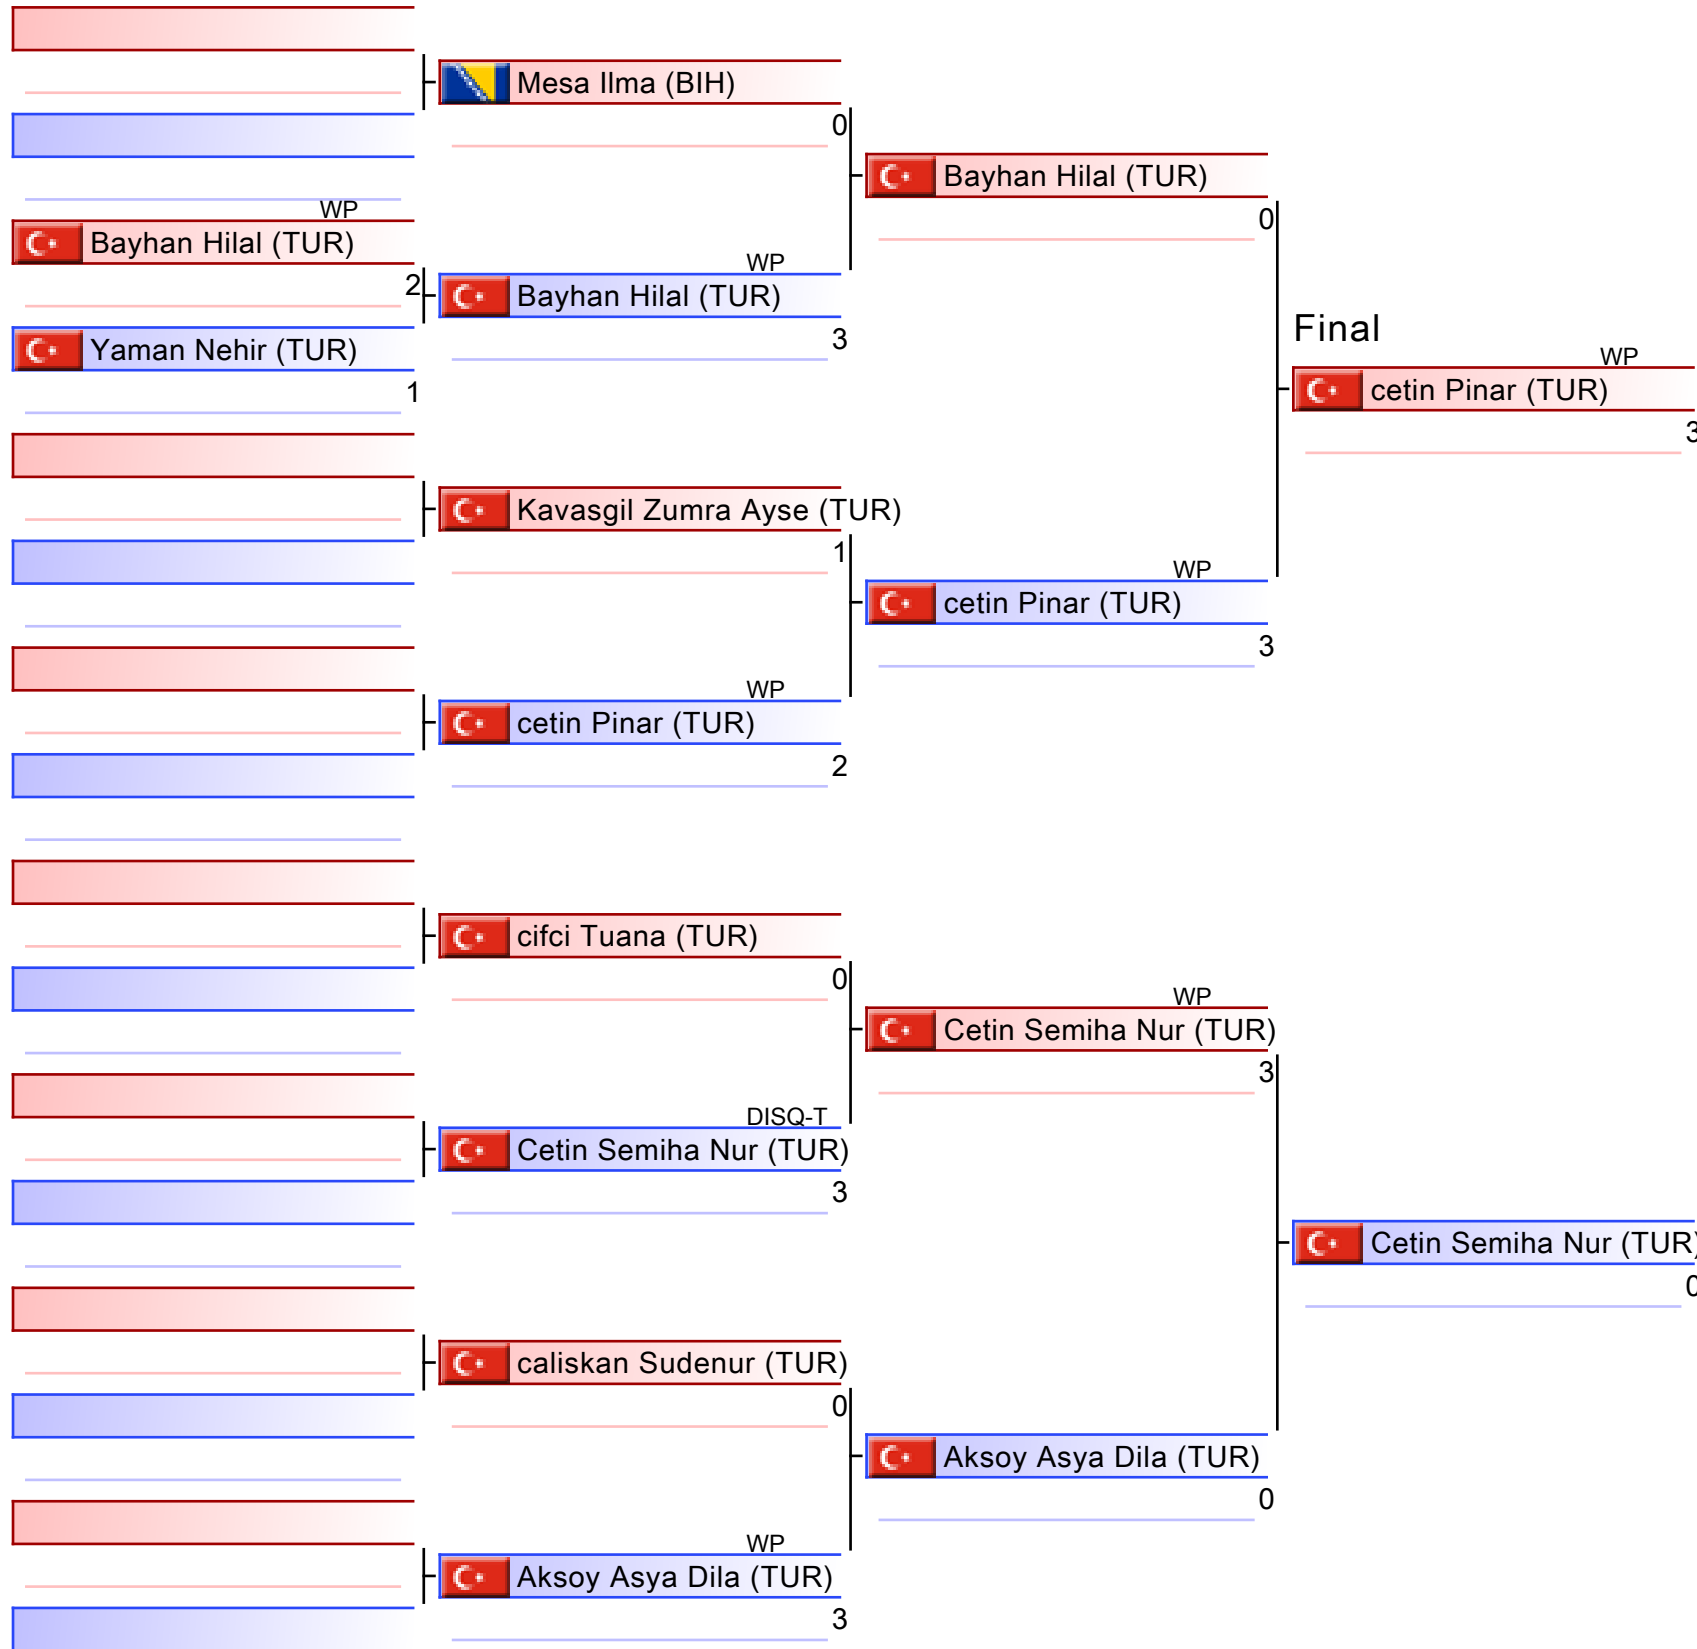 Mesa Ilma (BIH)
0
Bayhan Hilal (TUR)
0
WP
Bayhan Hilal (TUR)
2
WP
Bayhan Hilal (TUR)
3
Yaman Nehir (TUR)
1
Final
WP
cetin Pinar (TUR)
3
Kavasgil Zumra Ayse (TUR)
1
WP
cetin Pinar (TUR)
3
WP
cetin Pinar (TUR)
2
cifci Tuana (TUR)
0
WP
Cetin Semiha Nur (TUR)
3
DISQ-T
Cetin Semiha Nur (TUR)
3
Cetin Semiha Nur (TUR)
0
caliskan Sudenur (TUR)
0
Aksoy Asya Dila (TUR)
0
WP
Aksoy Asya Dila (TUR)
3